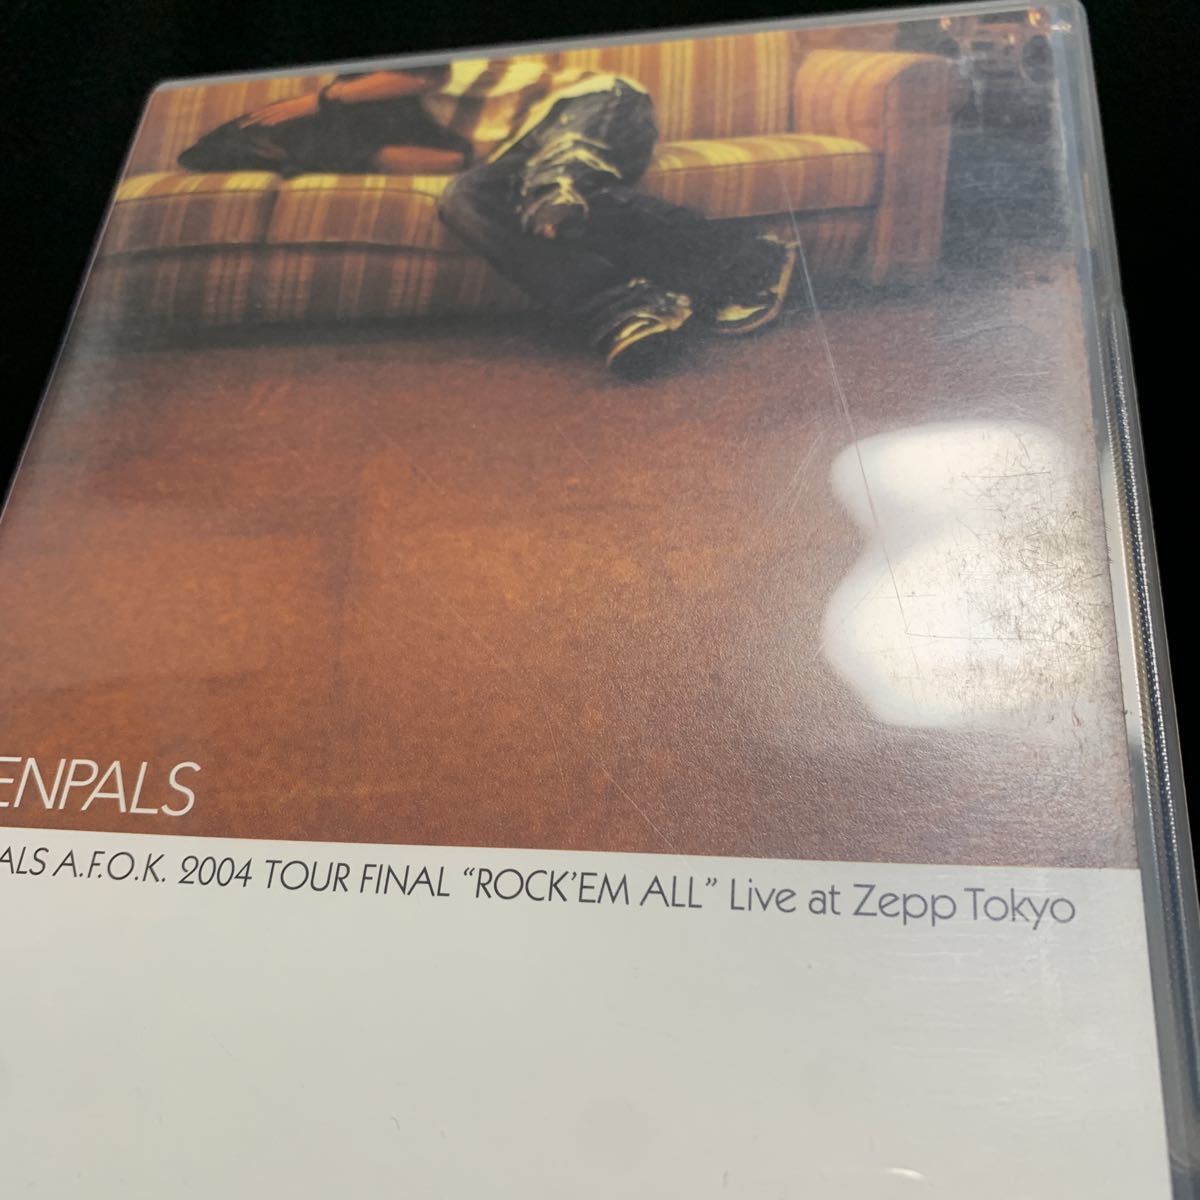 ENPALS
ALS A.F.O.K. 2004 TOUR FINAL “ROCK’EM ALL” Live at Zepp Tokyo